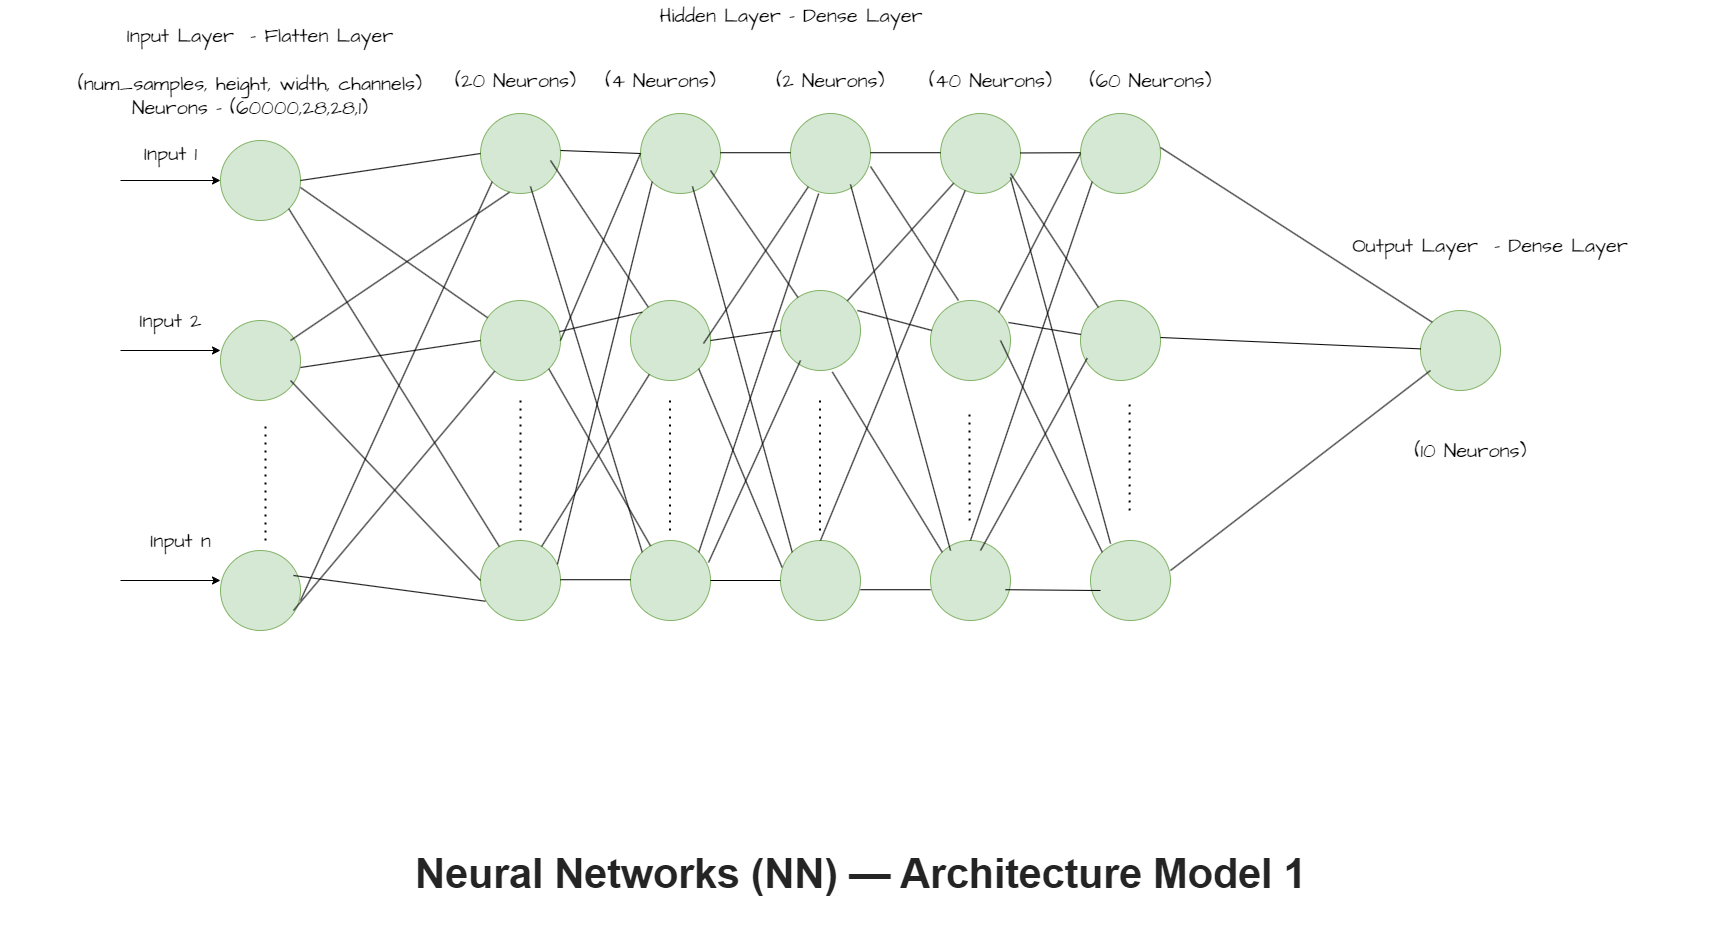 Hidden Layer - Dense Layer
Input Layer - Flatten Layer
(num_samples, height, width, channels)
Neurons - (60000,28,28,1)
(20 Neurons)
(4 Neurons)
(2 Neurons)
(40 Neurons)
(60 Neurons)
Input 1
Output Layer - Dense Layer
Input 2
(10 Neurons)
Input n
Neural Networks (NN) — Architecture Model 1